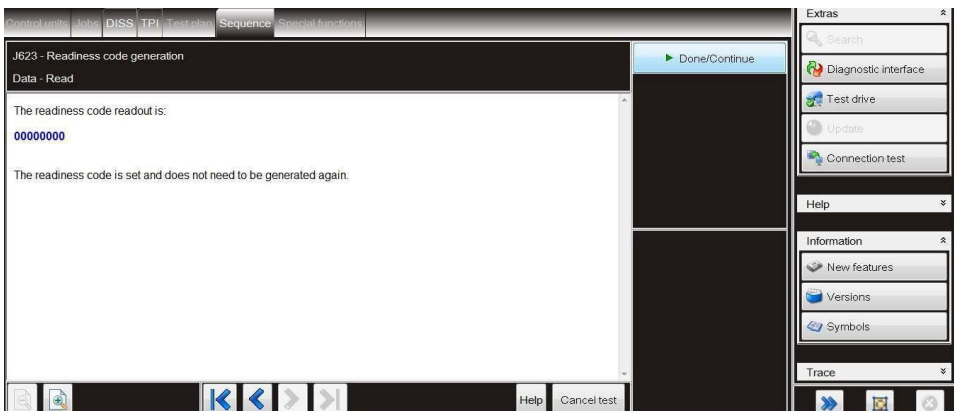 Control units Jobs DISS TPI Test plan Sequence Special functions
J623 - Readiness code generation
Data - Read
The readiness code readout is:
00000000
The readiness code is set and does not need to be generated again.
Help Cancel test
Done/Continue
Extras
Search
Diagnostic interface
Test drive
Update
Connection test
Help
Information
New features
Versions
Symbols
Trace